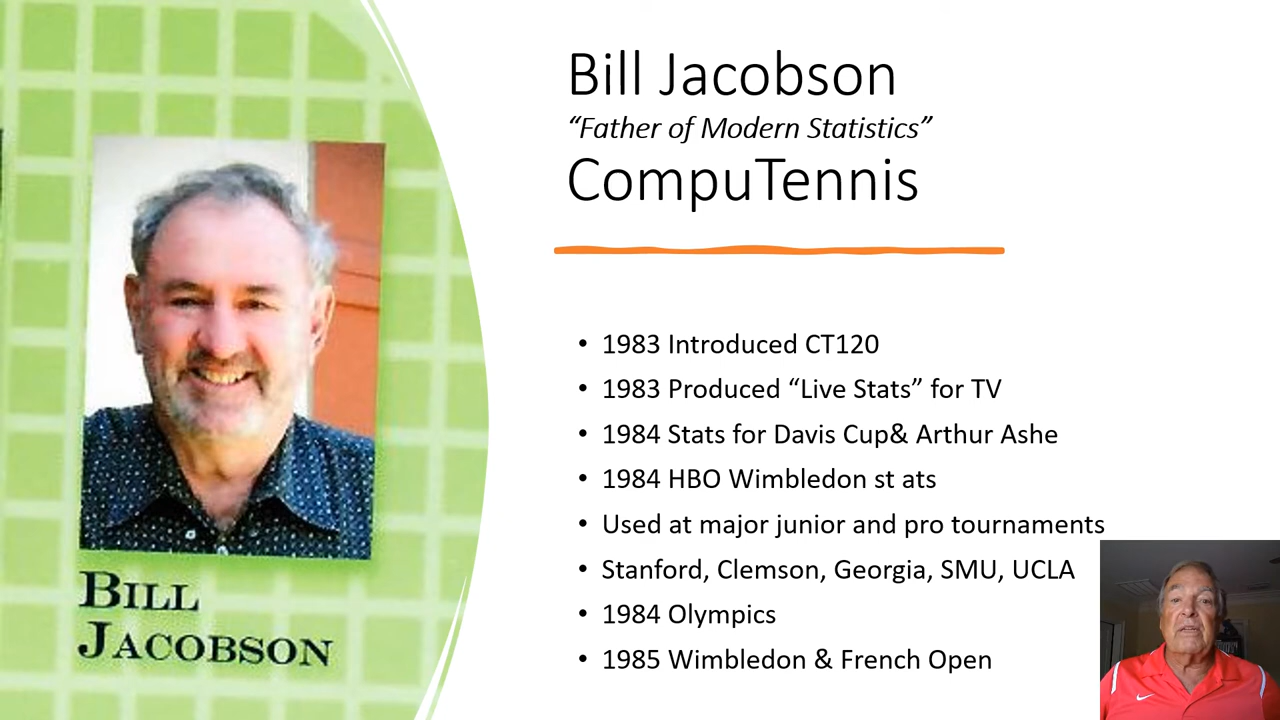 Bill Jacobson
“Father of Modern Statistics”
CompuTennis
• 1983 Introduced CT120
• 1983 Produced “Live Stats” for TV
• 1984 Stats for Davis Cup& Arthur Ashe
• 1984 HBO Wimbledon st ats
• Used at major junior and pro tournaments
• Stanford, Clemson, Georgia, SMU, UCLA
• 1984 Olympics
• 1985 Wimbledon & French Open
BILL
JACOBSON